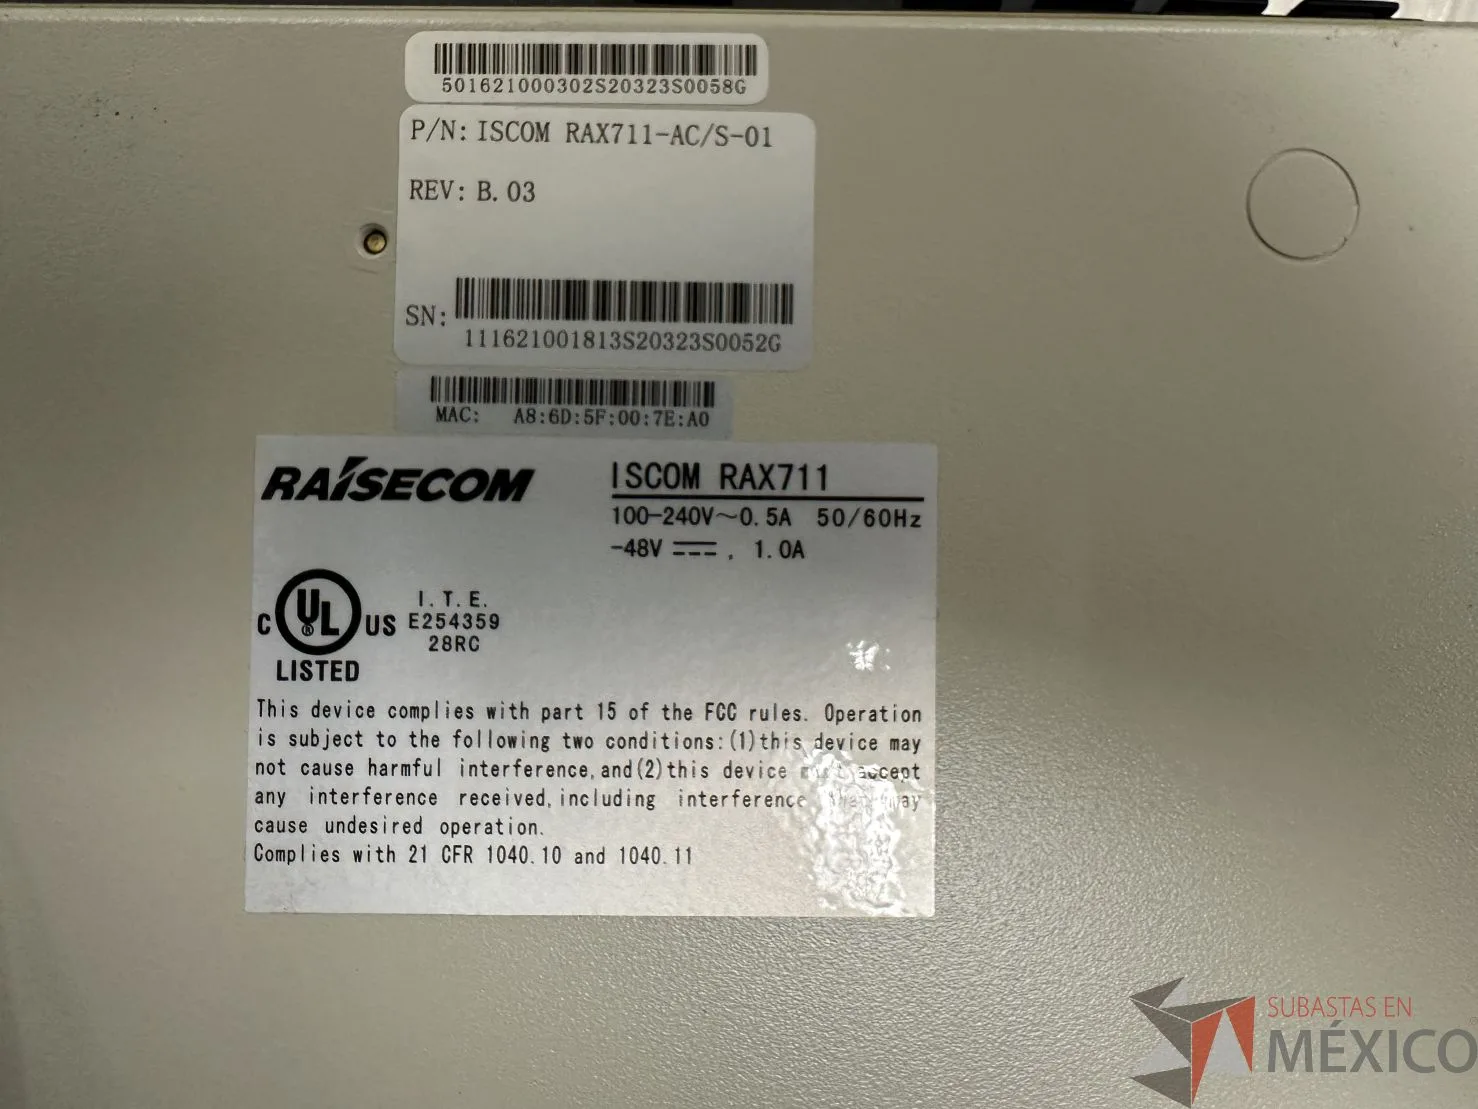 501621000302S20323S0058G
P/N: ISCOM RAX711-AC/S-01
REV: B.03
SN:
111621001813S20323S0052G
MAC: A8:6D:5F:00:7E:A0
RAISECOM
ISCOM RAX711
100-240V～0.5A 50/60Hz
-48V ⎓, 1.0A
C UL ® US
LISTED
I.T.E.
E254359
28RC
This device complies with part 15 of the FCC rules. Operation
is subject to the following two conditions:(1)this device may
not cause harmful interference,and(2)this device must accept
any interference received,including interference that may
cause undesired operation.
Complies with 21 CFR 1040.10 and 1040.11
SUBASTAS EN
MÉXICO